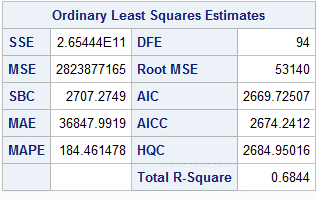 Ordinary Least Squares Estimates
SSE 2.65444E11 DFE 94
MSE 2823877165 Root MSE 53140
SBC 2707.2749 AIC 2669.72507
MAE 36847.9919 AICC 2674.2412
MAPE 184.461478 HQC 2684.95016
Total R-Square 0.6844